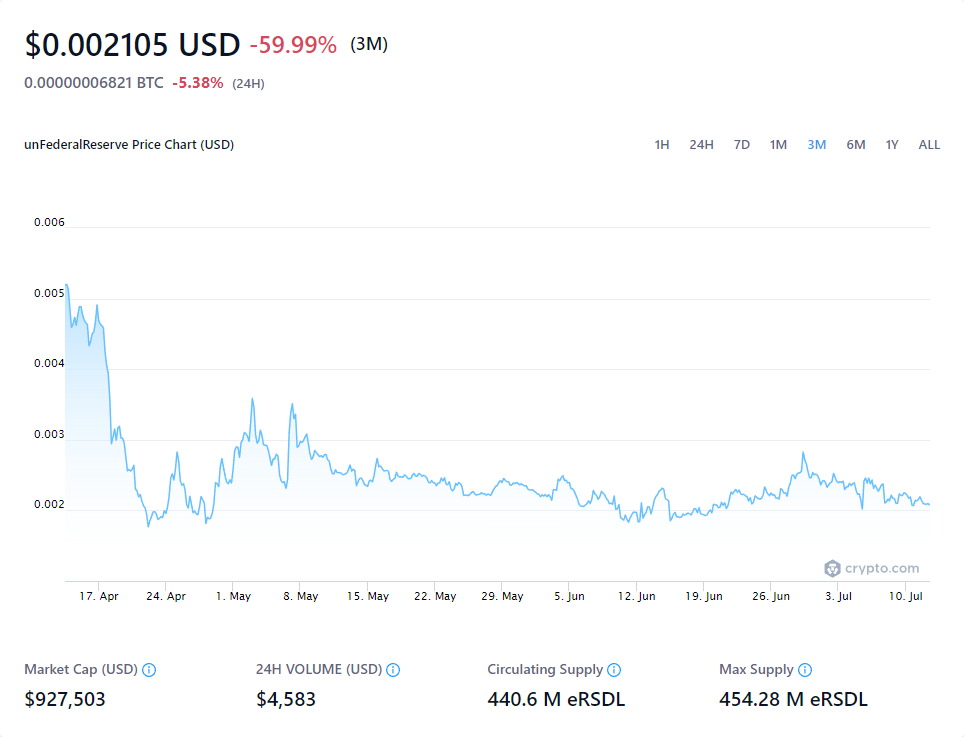 $0.002105 USD -59.99% (3M)
0.00000006821 BTC -5.38% (24H)
unFederalReserve Price Chart (USD) 1H 24H 7D 1M 3M 6M 1Y ALL
0.006
0.005
0.004
0.003
0.002
crypto.com
17. Apr 24. Apr 1. May 8. May 15. May 22. May 29. May 5. Jun 12. Jun 19. Jun 26. Jun 3. Jul 10. Jul
Market Cap (USD) 24H VOLUME (USD) Circulating Supply Max Supply
$927,503 $4,583 440.6 M eRSDL 454.28 M eRSDL